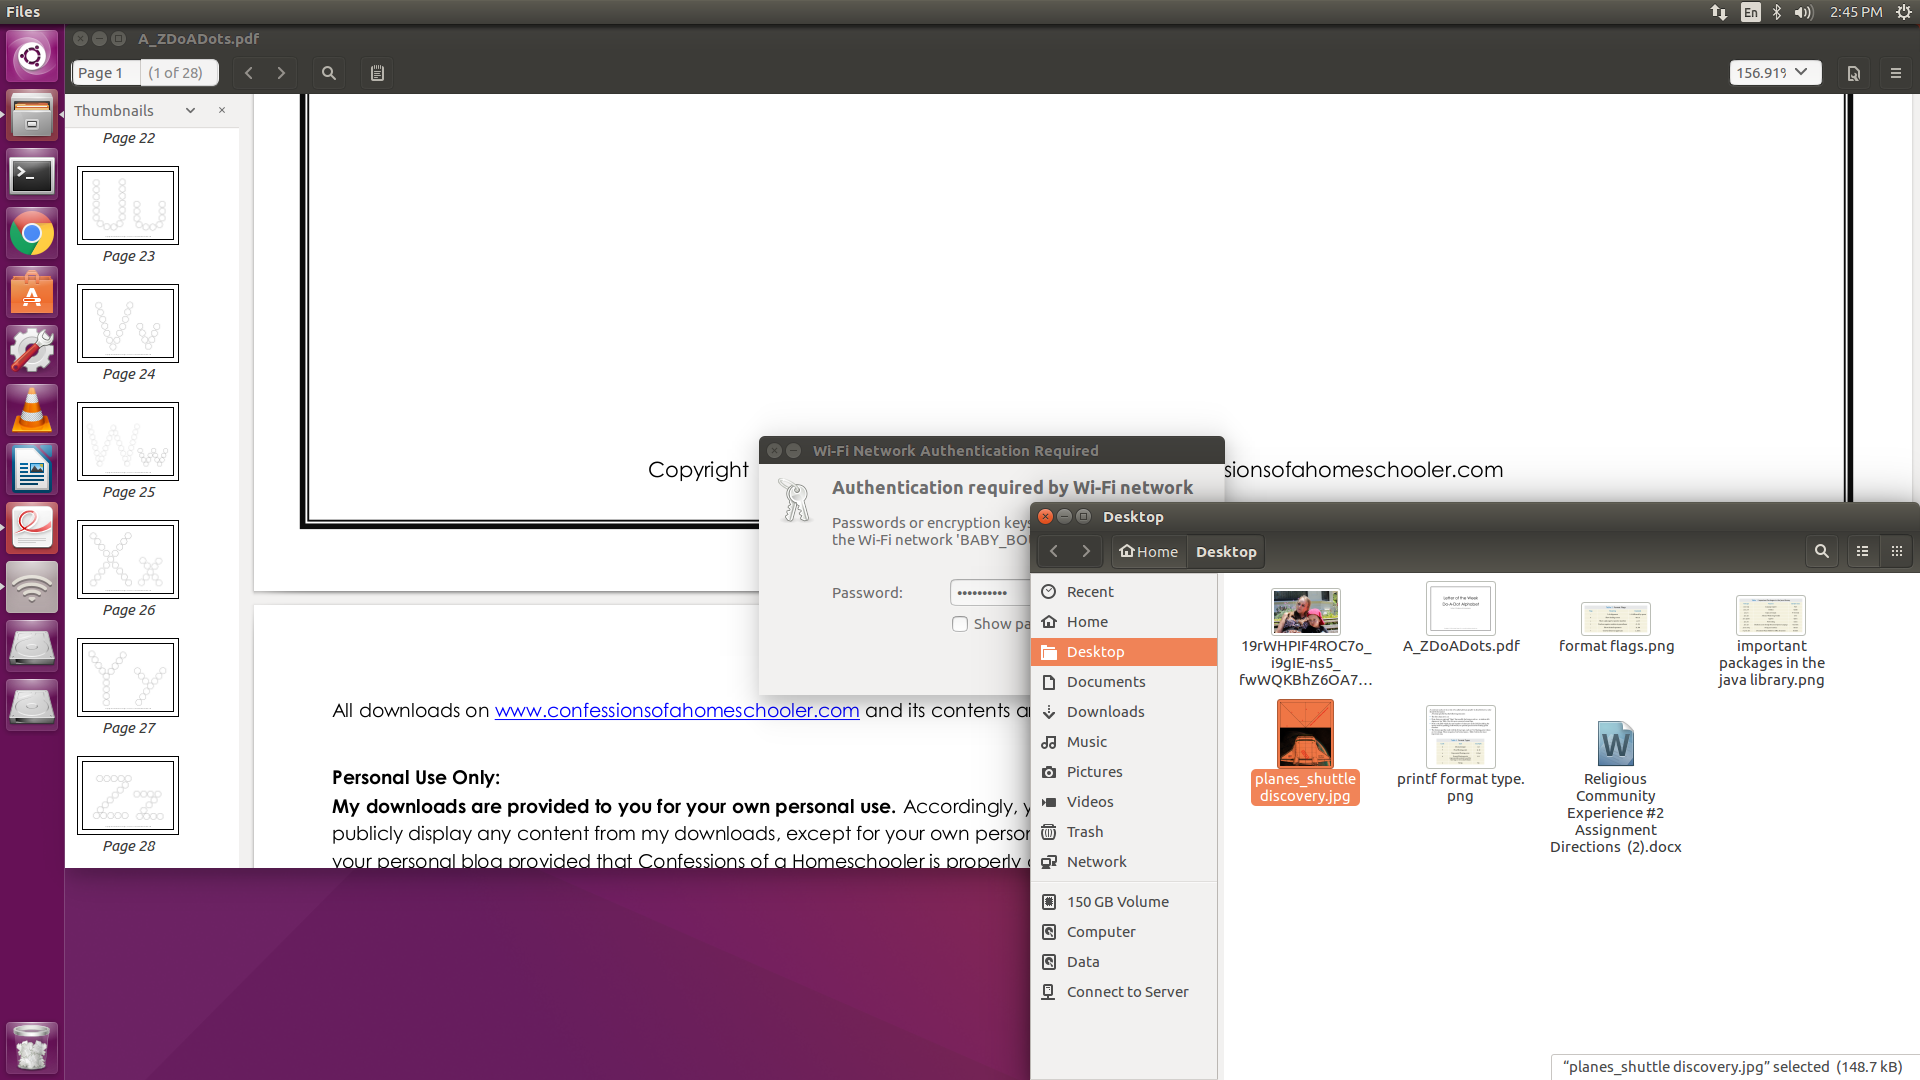 Files
En
2:45 PM
A_ZDoADots.pdf
Page 1
(1 of 28)
156.91%
Thumbnails
Page 22
Page 23
Page 24
Page 25
Page 26
Page 27
Page 28
Copyright
sionsofahomeschooler.com
All downloads on www.confessionsofahomeschooler.com and its contents
Personal Use Only:
My downloads are provided to you for your own personal use. Accordingly,
publicly display any content from my downloads, except for your own
your personal blog provided that Confessions of a Homeschooler is properly
Wi-Fi Network Authentication Required
Authentication required by Wi-Fi network
Passwords or encryption keys
the Wi-Fi network 'BABY_BO
Password:
Show pa
Desktop
Home
Desktop
Recent
Home
Desktop
Documents
Downloads
Music
Pictures
Videos
Trash
Network
150 GB Volume
Computer
Data
Connect to Server
19rWHPIF4ROC7o_
i9gIE-ns5_
fwWQKBhZ6OA7...
Letter of the Week
Do-A-Dot Alphabet
A_ZDoADots.pdf
format flags.png
important
packages in the
java library.png
planes_shuttle
discovery.jpg
printf format type.
png
W
Religious
Community
Experience #2
Assignment
Directions (2).docx
“planes_shuttle discovery.jpg” selected (148.7 kB)